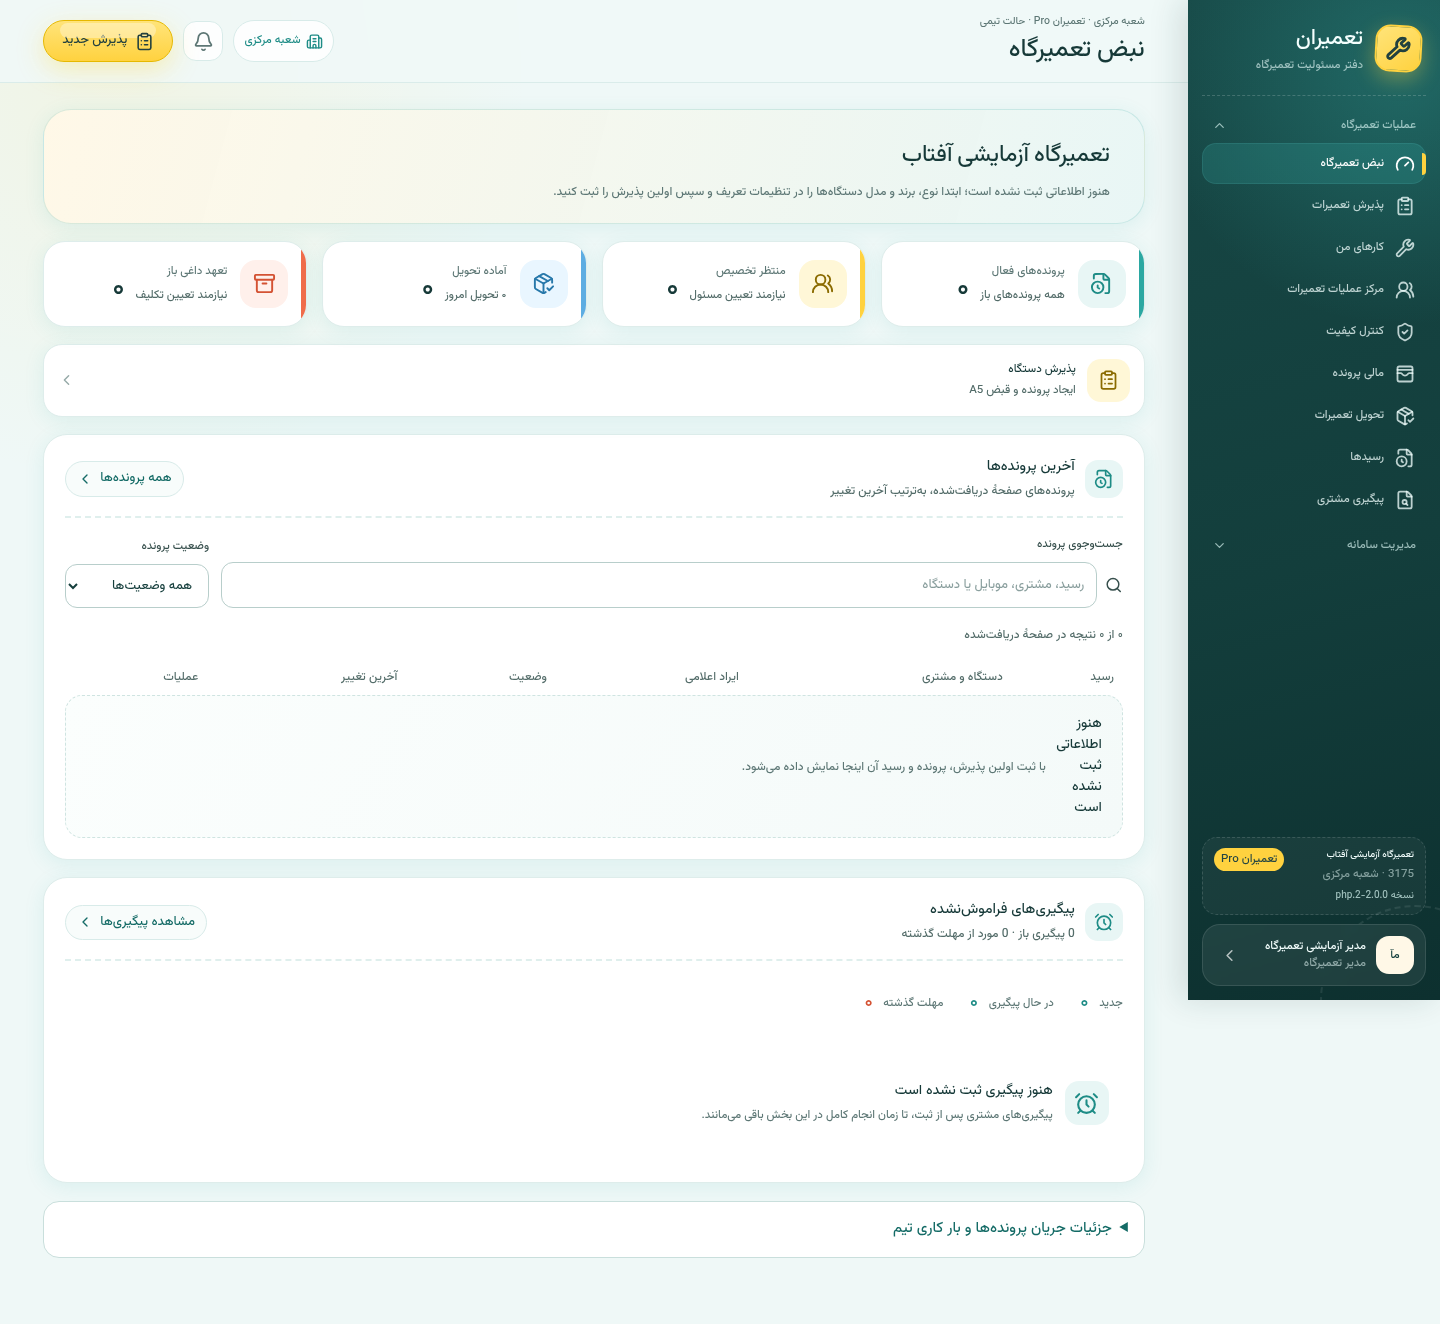 تعمیران
دفتر مسئولیت تعمیرگاه
عملیات تعمیرگاه
نبض تعمیرگاه
پذیرش تعمیرات
کارهای من
مرکز عملیات تعمیرات
کنترل کیفیت
مالی پرونده
تحویل تعمیرات
رسیدها
پیگیری مشتری
مدیریت سامانه
تعمیرگاه آزمایشی آفتاب
تعمیران Pro
3175 · شعبه مرکزی
نسخه php.2-2.0.0
مآ
مدیر آزمایشی تعمیرگاه
مدیر تعمیرگاه
شعبه مرکزی · تعمیران Pro · حالت تیمی
نبض تعمیرگاه
شعبه مرکزی
پذیرش جدید
تعمیرگاه آزمایشی آفتاب
هنوز اطلاعاتی ثبت نشده است؛ ابتدا نوع، برند و مدل دستگاه‌ها را در تنظیمات تعریف و سپس اولین پذیرش را ثبت کنید.
پرونده‌های فعال
همه پرونده‌های باز
۰
منتظر تخصیص
نیازمند تعیین مسئول
۰
آماده تحویل
۰ تحویل امروز
۰
تعهد داغی باز
نیازمند تعیین تکلیف
۰
پذیرش دستگاه
ایجاد پرونده و قبض A5
آخرین پرونده‌ها
پرونده‌های صفحهٔ دریافت‌شده، به‌ترتیب آخرین تغییر
همه پرونده‌ها
جست‌وجوی پرونده
رسید، مشتری، موبایل یا دستگاه
وضعیت پرونده
همه وضعیت‌ها
۰ از ۰ نتیجه در صفحهٔ دریافت‌شده
رسید دستگاه و مشتری ایراد اعلامی وضعیت آخرین تغییر عملیات
هنوز
اطلاعاتی
ثبت
نشده
است
با ثبت اولین پذیرش، پرونده و رسید آن اینجا نمایش داده می‌شود.
پیگیری‌های فراموش‌نشده
0 پیگیری باز · 0 مورد از مهلت گذشته
مشاهده پیگیری‌ها
جدید ۰ در حال پیگیری ۰ مهلت گذشته ۰
هنوز پیگیری ثبت نشده است
پیگیری‌های مشتری پس از ثبت، تا زمان انجام کامل در این بخش باقی می‌مانند.
جزئیات جریان پرونده‌ها و بار کاری تیم